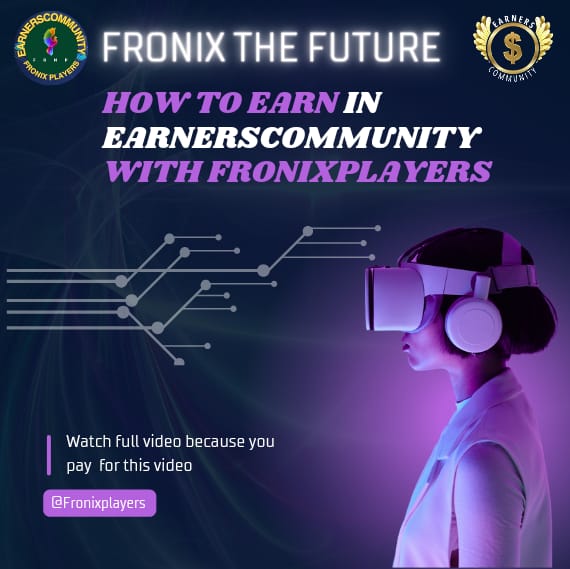 EARNERSCOMMUNITY
FRONIX PLAYERS
FRONIX THE FUTURE
EARNERS
$
COMMUNITY
HOW TO EARN IN
EARNERSCOMMUNITY
WITH FRONIXPLAYERS
Watch full video because you
pay for this video
@Fronixplayers